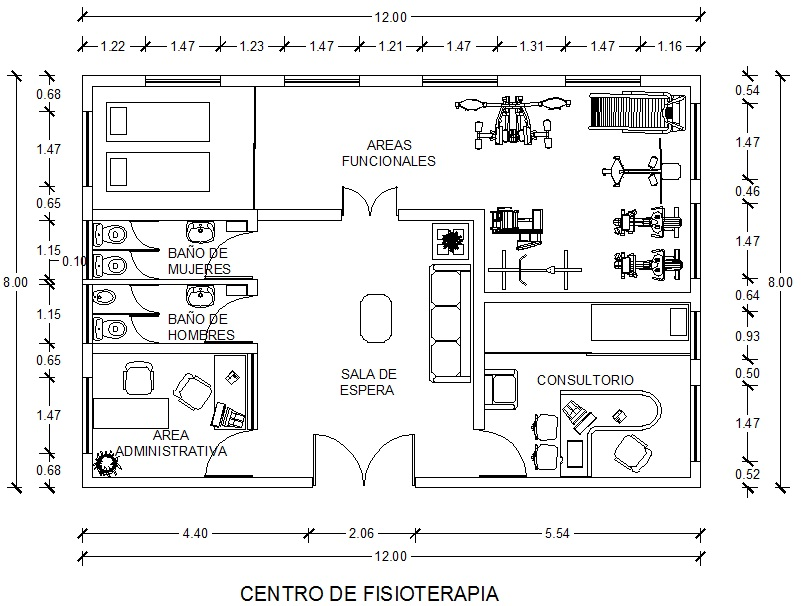 12.00
1.22 1.47 1.23 1.47 1.21 1.47 1.31 1.47 1.16
0.68
1.47
0.65
1.15
0.10
8.00
1.15
0.65
1.47
0.68
AREAS
FUNCIONALES
BAÑO DE
MUJERES
BAÑO DE
HOMBRES
SALA DE
ESPERA
CONSULTORIO
AREA
ADMINISTRATIVA
0.54
1.47
0.46
1.47
8.00
0.64
0.93
0.50
1.47
0.52
4.40 2.06 5.54
12.00
CENTRO DE FISIOTERAPIA